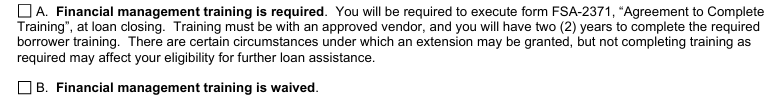 ☐ A. Financial management training is required. You will be required to execute form FSA-2371, “Agreement to Complete
Training”, at loan closing. Training must be with an approved vendor, and you will have two (2) years to complete the required
borrower training. There are certain circumstances under which an extension may be granted, but not completing training as
required may affect your eligibility for further loan assistance.
☐ B. Financial management training is waived.